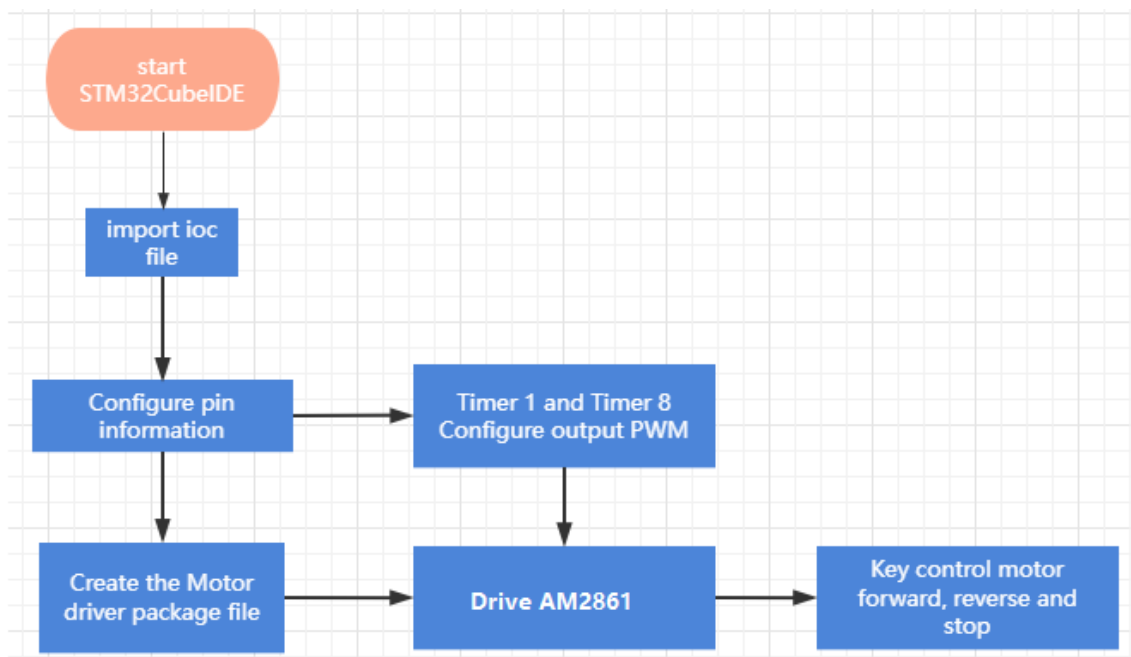 start
STM32CubeIDE
import ioc
file
Configure pin
information
Timer 1 and Timer 8
Configure output PWM
Create the Motor
driver package file
Drive AM2861
Key control motor
forward, reverse and
stop